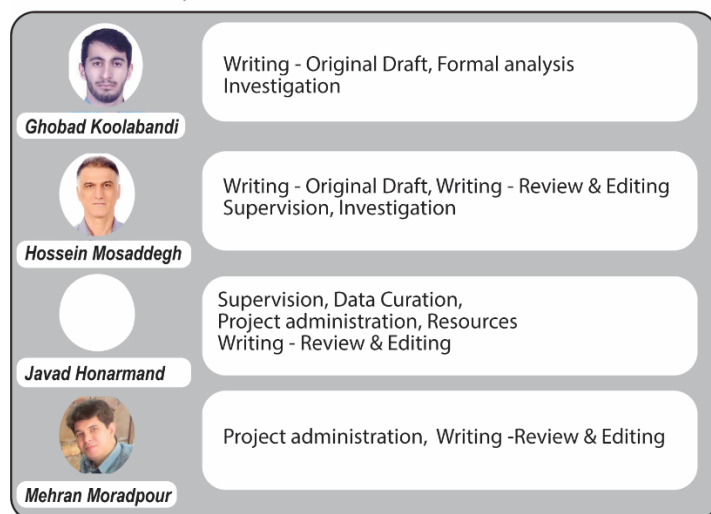 Writing - Original Draft, Formal analysis
Investigation
Ghobad Koolabandi
Writing - Original Draft, Writing - Review & Editing
Supervision, Investigation
Hossein Mosaddegh
Supervision, Data Curation,
Project administration, Resources
Writing - Review & Editing
Javad Honarmand
Project administration, Writing -Review & Editing
Mehran Moradpour